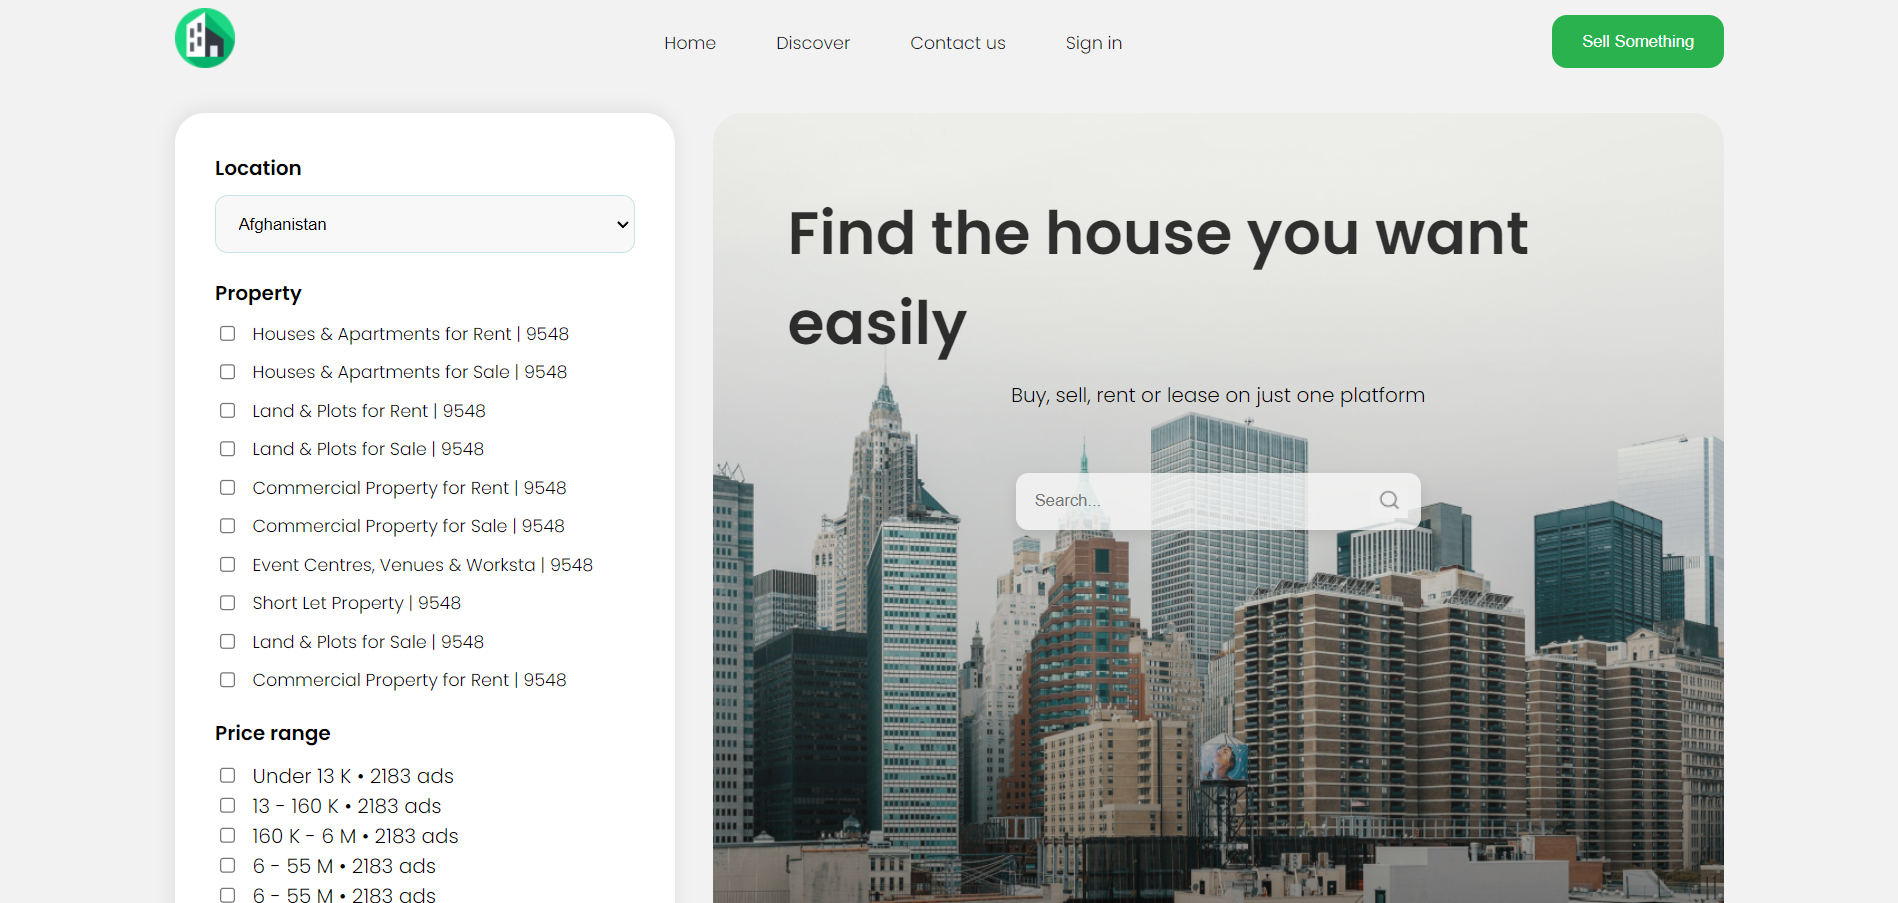 Home
Discover
Contact us
Sign in
Sell Something
Location
Afghanistan
Property
Houses & Apartments for Rent | 9548
Houses & Apartments for Sale | 9548
Land & Plots for Rent | 9548
Land & Plots for Sale | 9548
Commercial Property for Rent | 9548
Commercial Property for Sale | 9548
Event Centres, Venues & Worksta | 9548
Short Let Property | 9548
Land & Plots for Sale | 9548
Commercial Property for Rent | 9548
Price range
Under 13 K • 2183 ads
13 - 160 K • 2183 ads
160 K - 6 M • 2183 ads
6 - 55 M • 2183 ads
6 - 55 M • 2183 ads
Find the house you want
easily
Buy, sell, rent or lease on just one platform
Search...